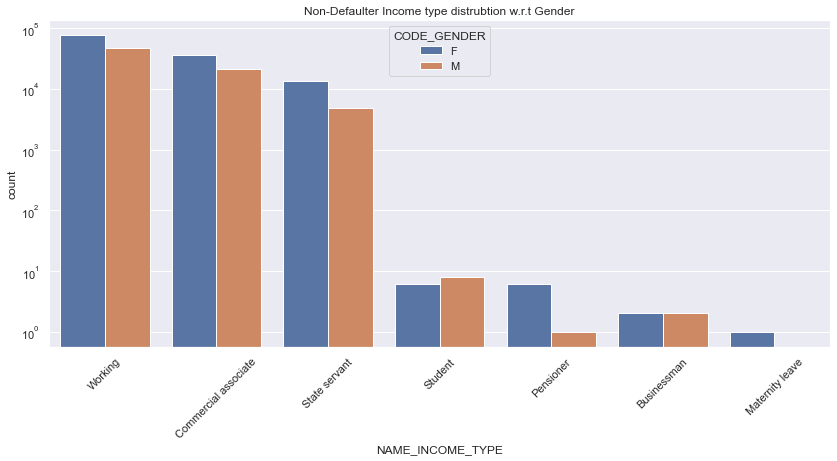 Non-Defaulter Income type distrubtion w.r.t Gender
CODE_GENDER
F
M
10^5
10^4
10^3
10^2
10^1
10^0
count
Working
Commercial associate
State servant
Student
Pensioner
Businessman
Maternity leave
NAME_INCOME_TYPE